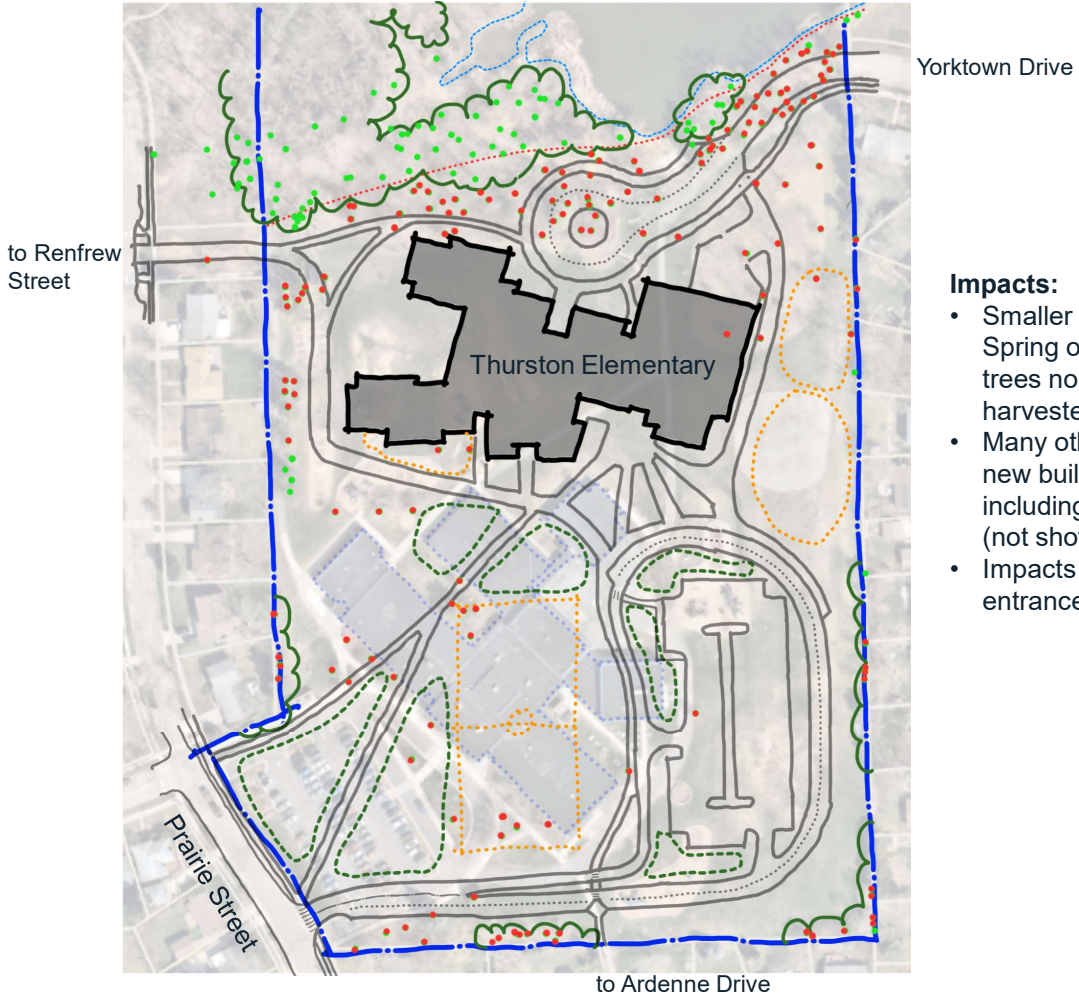 Yorktown Drive
to Renfrew
Street
Thurston Elementary
Impacts:
• Smaller
Spring o
trees no
harveste
• Many oth
new buil
including
(not sho
• Impacts
entrance
Prairie Street
to Ardenne Drive